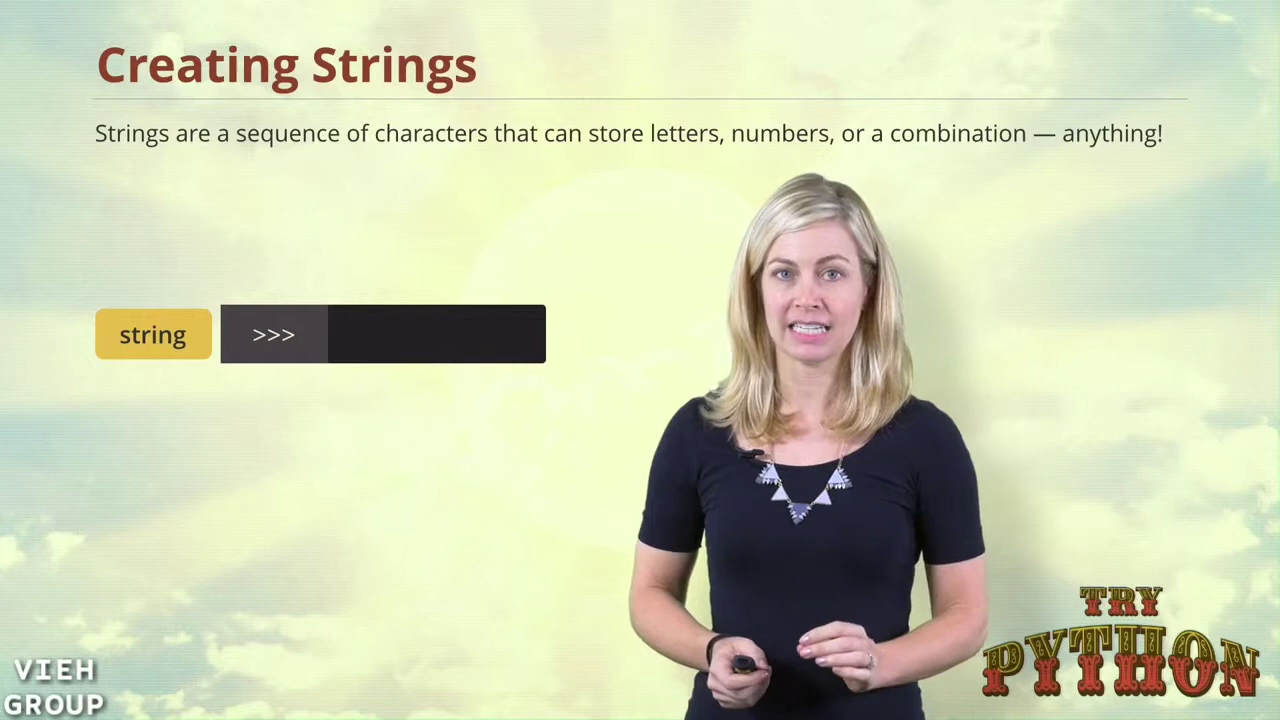 Creating Strings
Strings are a sequence of characters that can store letters, numbers, or a combination — anything!
string
>>>
TRY
PYTHON
VIEH
GROUP